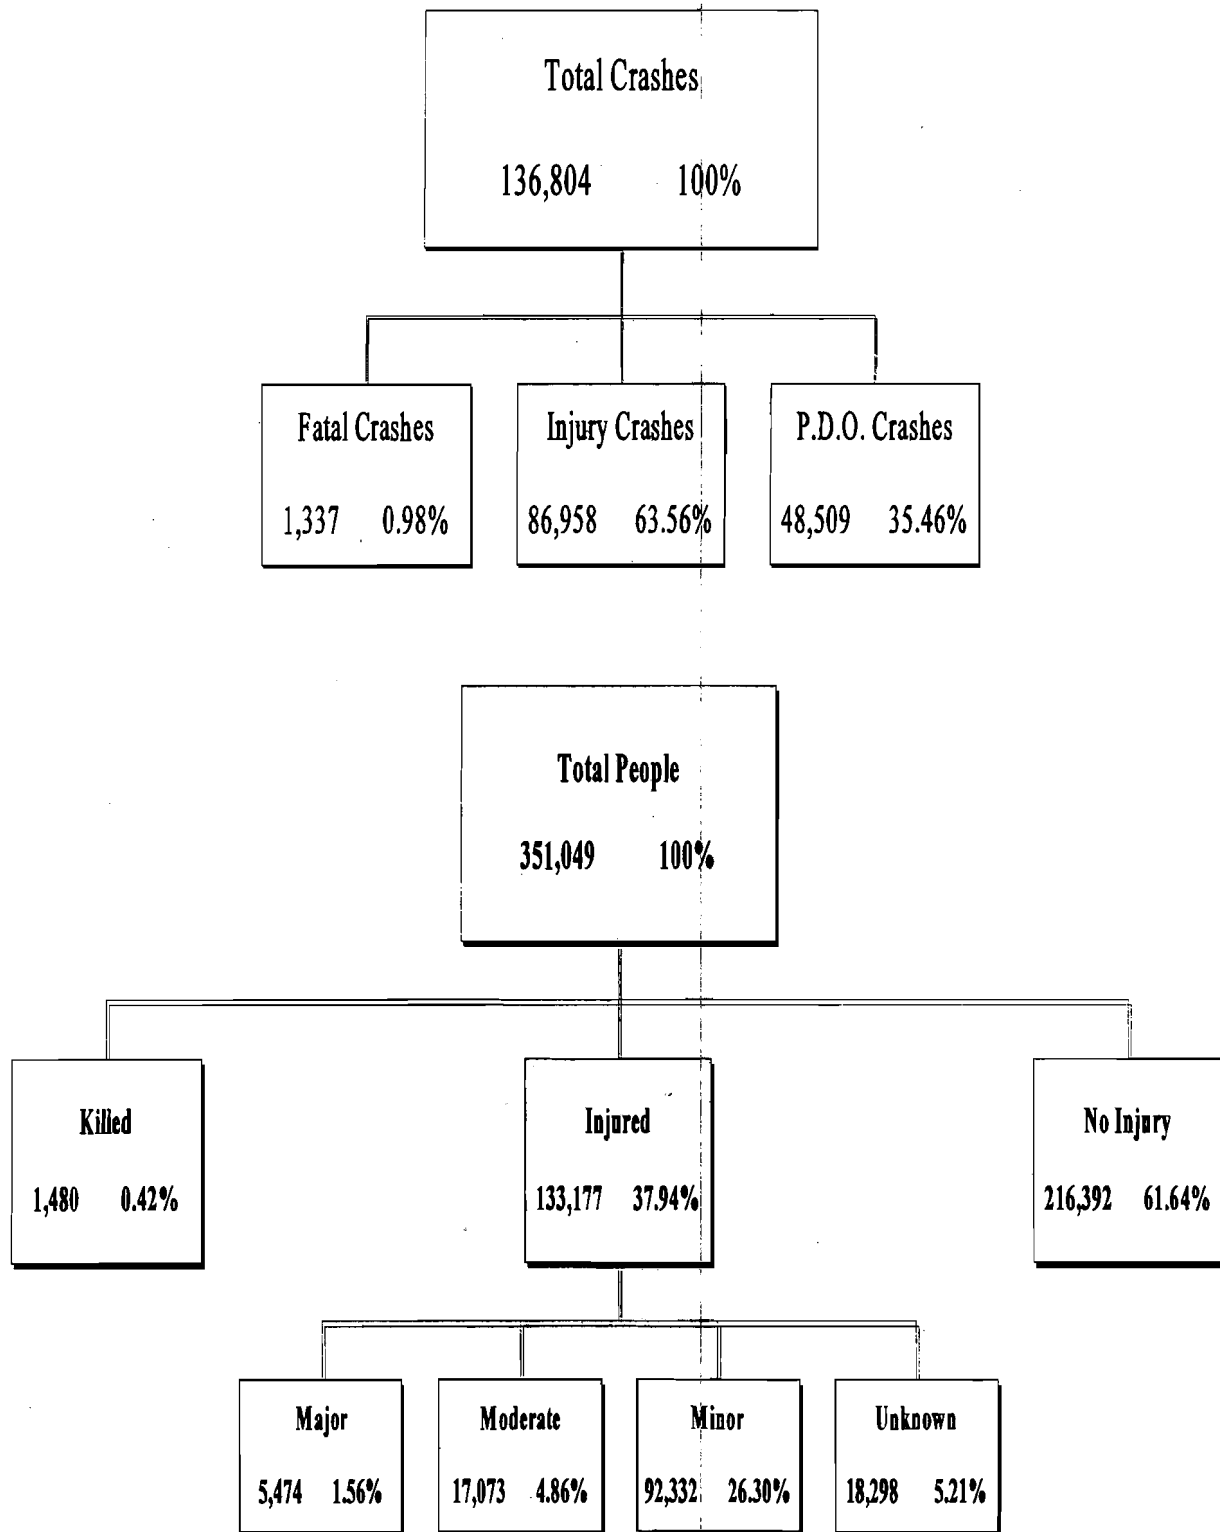 Total Crashes
136,804 100%
Fatal Crashes Injury Crashes P.D.O. Crashes
1,337 0.98% 86,958 63.56% 48,509 35.46%
Total People
351,049 100%
Killed Injured No Injury
1,480 0.42% 133,177 37.94% 216,392 61.64%
Major Moderate Minor Unknown
5,474 1.56% 17,073 4.86% 92,332 26.30% 18,298 5.21%